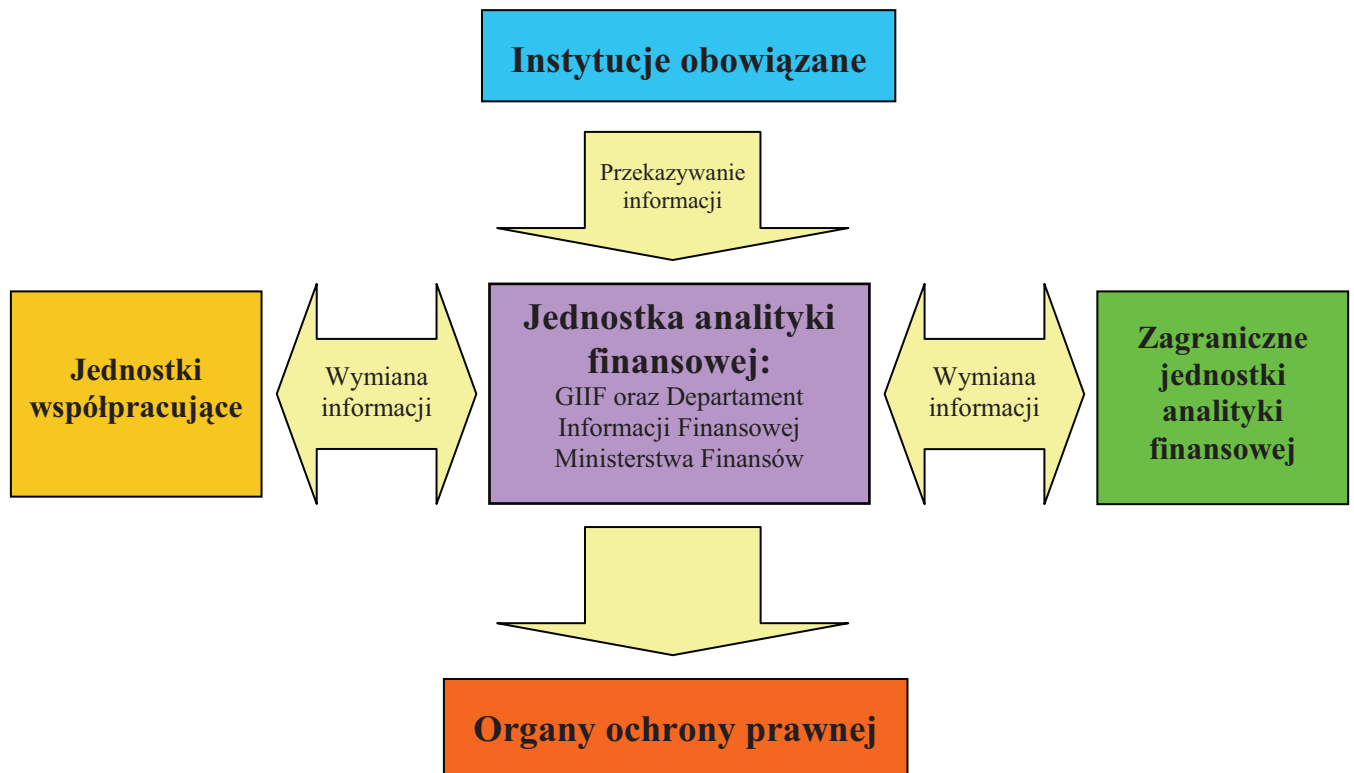 Instytucje obowiązane
Przekazywanie
informacji
Jednostki
współpracujące
Wymiana
informacji
Jednostka analityki
finansowej:
GIIF oraz Departament
Informacji Finansowej
Ministerstwa Finansów
Wymiana
informacji
Zagraniczne
jednostki
analityki
finansowej
Organy ochrony prawnej